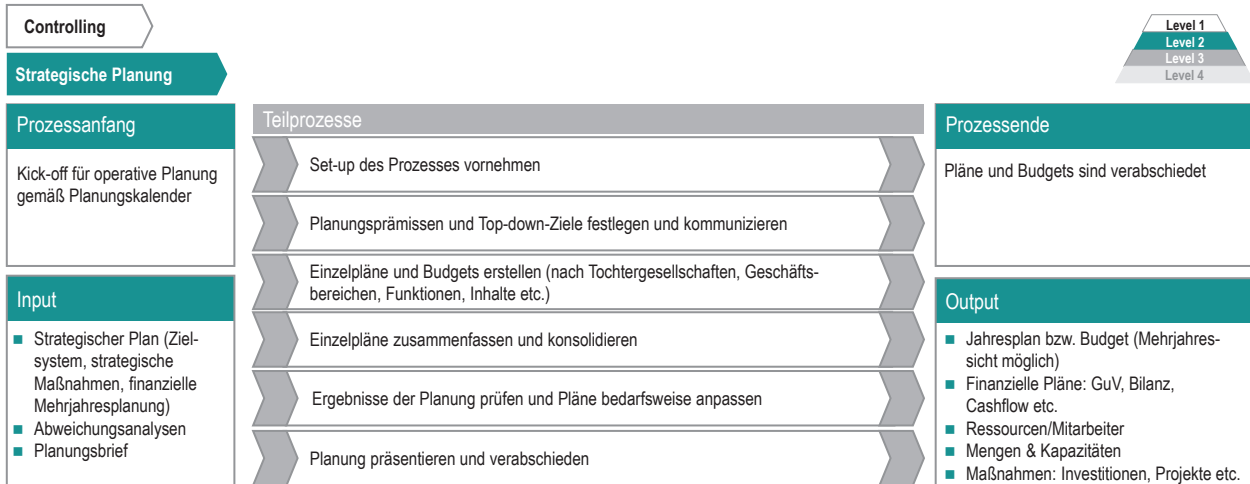 Controlling
Level 1
Level 2
Level 3
Level 4
Strategische Planung
Prozessanfang
Kick-off für operative Planung
gemäß Planungskalender
Input
Strategischer Plan (Ziel-
system, strategische
Maßnahmen, finanzielle
Mehrjahresplanung)
Abweichungsanalysen
Planungsbrief
Teilprozesse
Set-up des Prozesses vornehmen
Planungsprämissen und Top-down-Ziele festlegen und kommunizieren
Einzelpläne und Budgets erstellen (nach Tochtergesellschaften, Geschäfts-
bereichen, Funktionen, Inhalte etc.)
Einzelpläne zusammenfassen und konsolidieren
Ergebnisse der Planung prüfen und Pläne bedarfsweise anpassen
Planung präsentieren und verabschieden
Prozessende
Pläne und Budgets sind verabschiedet
Output
Jahresplan bzw. Budget (Mehrjahres-
sicht möglich)
Finanzielle Pläne: GuV, Bilanz,
Cashflow etc.
Ressourcen/Mitarbeiter
Mengen & Kapazitäten
Maßnahmen: Investitionen, Projekte etc.